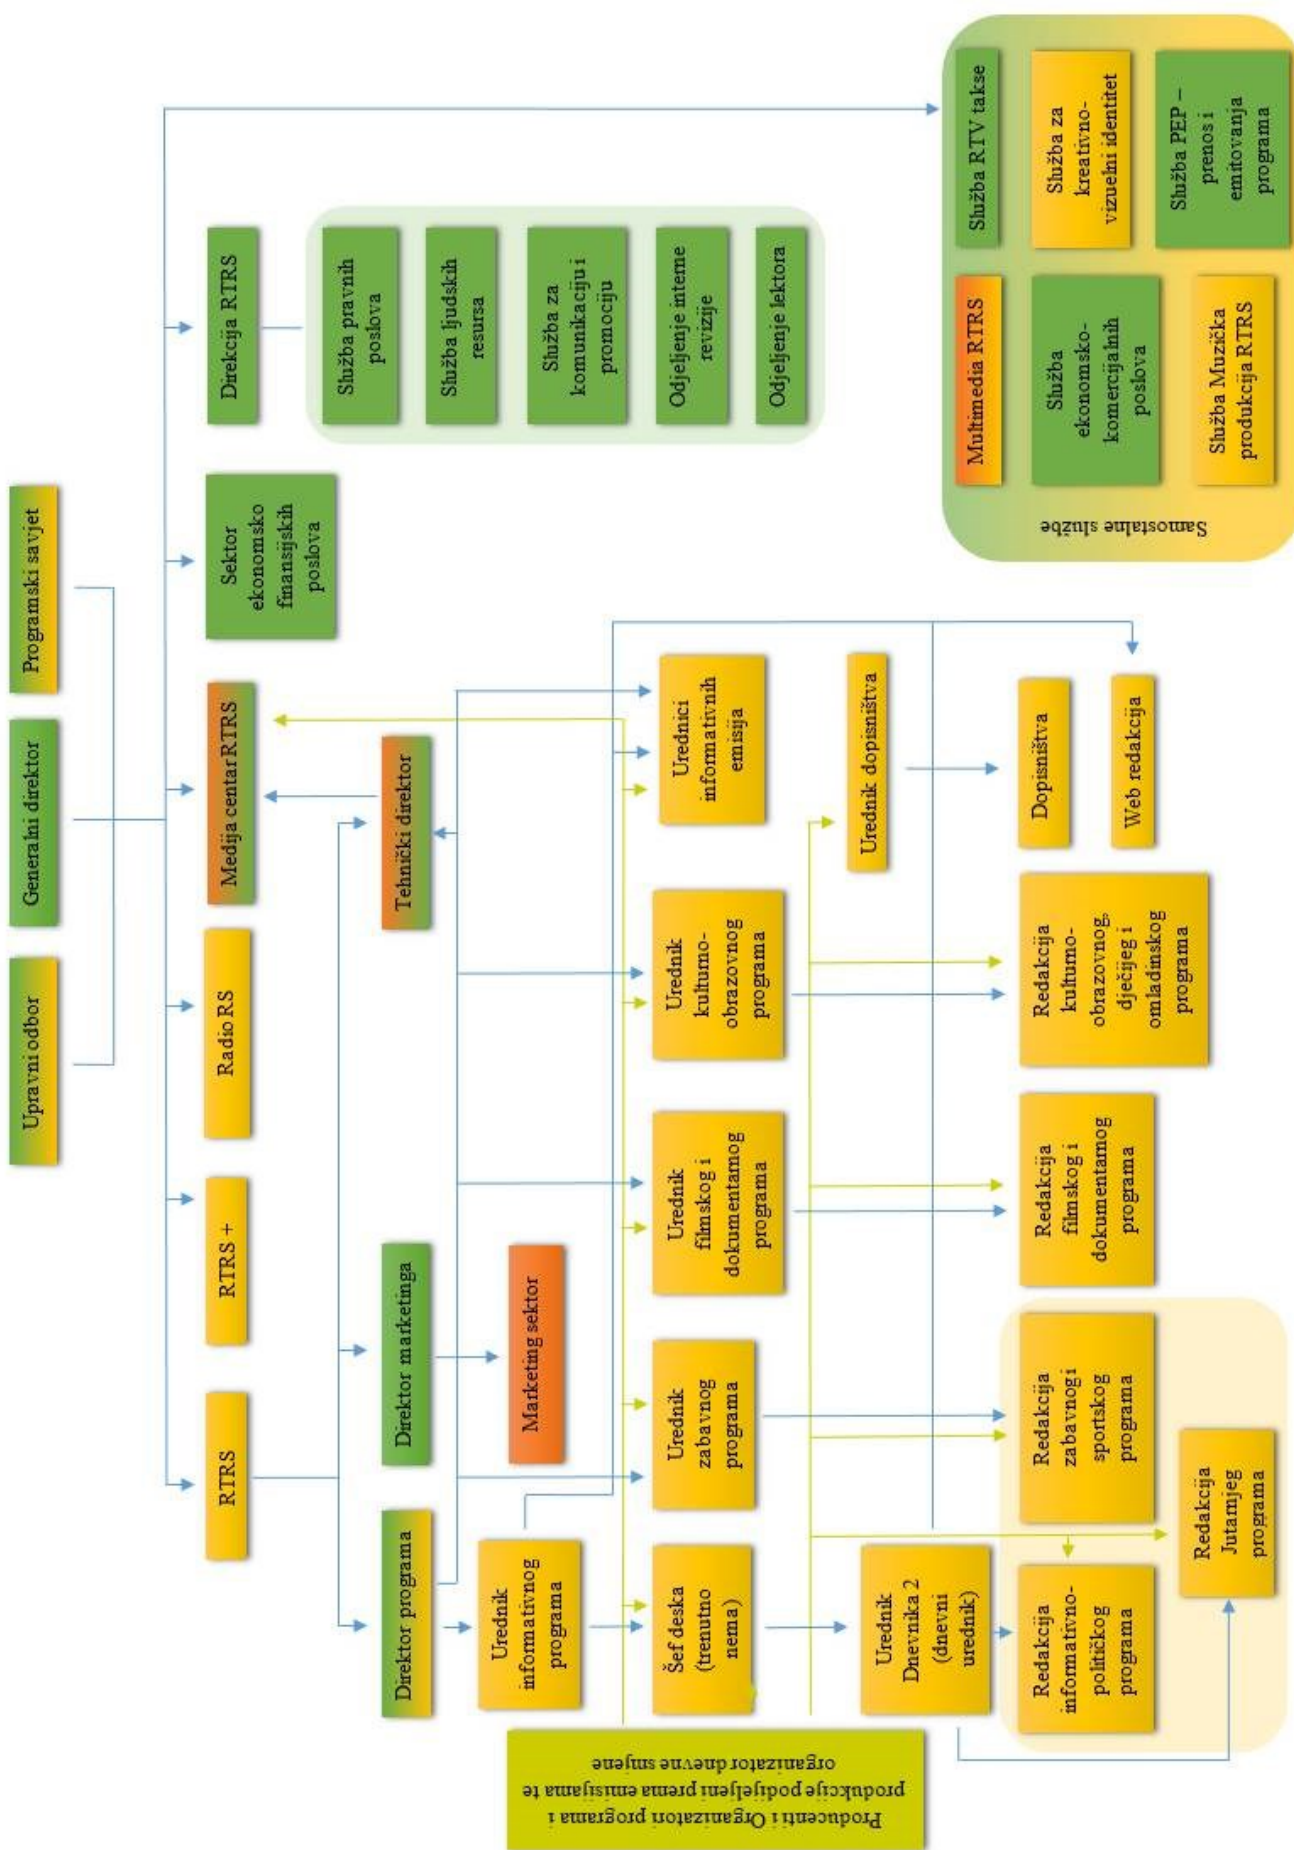 Upravni odbor
Generalni direktor
Programski savjet
RTRS
RTRS +
Radio RS
Medija centar RTRS
Sektor
ekonomsko
finansijskih
poslova
Direkcija RTRS
Služba pravnih
poslova
Služba ljudskih
resursa
Služba za
komunikaciju i
promociju
Odjeljenje interne
revizije
Odjeljenje lektora
Direktor programa
Direktor marketinga
Tehnički direktor
Urednik
informativnog
programa
Marketing sektor
Producenti i Organizatori programa i
produkcije podijeljeni prema emisijama te
organizator dnevne smjene
Šef deska
(trenutno
nema)
Urednik
zabavnog
programa
Urednik
filmskog i
dokumentarnog
programa
Urednik
kulturno-
obrazovnog
programa
Urednici
informativnih
emisija
Urednik
Dnevnika 2
(dnevni
urednik)
Urednik dopisništva
Redakcija
informativno-
političkog
programa
Redakcija
zabavnog i
sportskog
programa
Redakcija
filmskog i
dokumentarnog
programa
Redakcija
kulturno-
obrazovnog,
dječijeg i
omladinskog
programa
Dopisništva
Web redakcija
Redakcija
Jutarnjeg
programa
Samostalne službe
Multimedia RTRS
Služba RTV takse
Služba
ekonomsko-
komercijalnih
poslova
Služba za
kreativno-
vizuelni identitet
Služba Muzička
produkcija RTRS
Služba PEP –
prenos i
emitovanja
programa